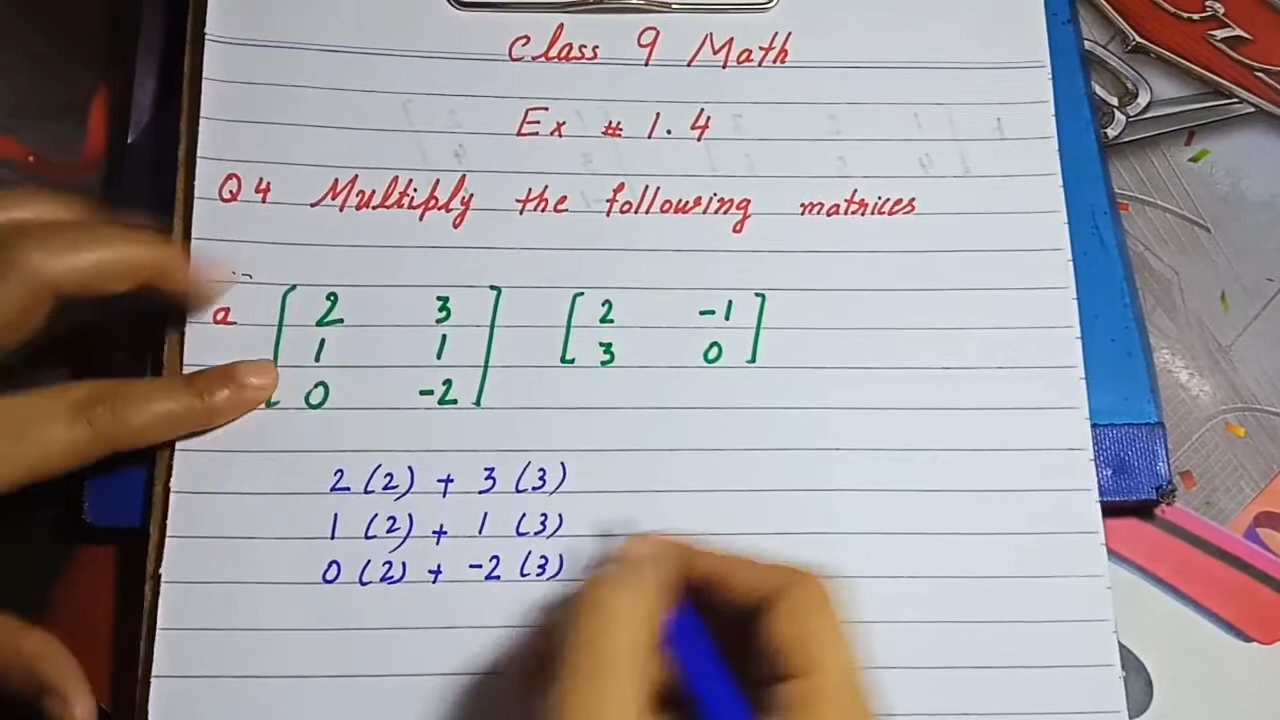 Class 9 Math
Ex # 1.4
Q4 Multiply the following matrices
a [ 2 3 ] [ 2 -1 ]
1 1 3 0
0 -2
2 (2) + 3 (3)
1 (2) + 1 (3)
0 (2) + -2 (3)